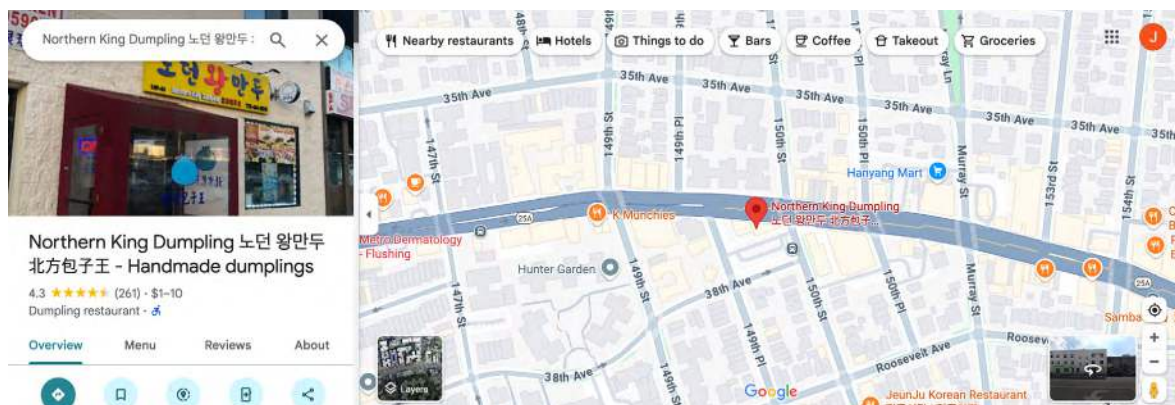 Northern King Dumpling 노던 왕만두 :
노던왕만두
Northern King Dumpling 노던 왕만두
北方包子王 - Handmade dumplings
4.3 ★★★★★ (261) · $1–10
Dumpling restaurant ·
Overview Menu Reviews About
Nearby restaurants Hotels Things to do Bars Coffee Takeout Groceries
J
48th St
149th St
150th Pl
35th Ave
35th Ave
35th Ave
35th Ave
35th Ave
35th
147th St
149th St
149th Pl
150th St
150th Pl
Murray St
153rd St
154th St
Hanyang Mart
25A
K Munchies
Northern King Dumpling
노던 왕만두 北方包子...
Metro Dermatology
- Flushing
Hunter Garden
38th Ave
25A
147th St
149th St
149th Pl
150th St
150th Pl
Murray St
Samba
Roosevelt Ave
Roosev
38th Ave
Layers
Google
JeunJu Korean Restaurant